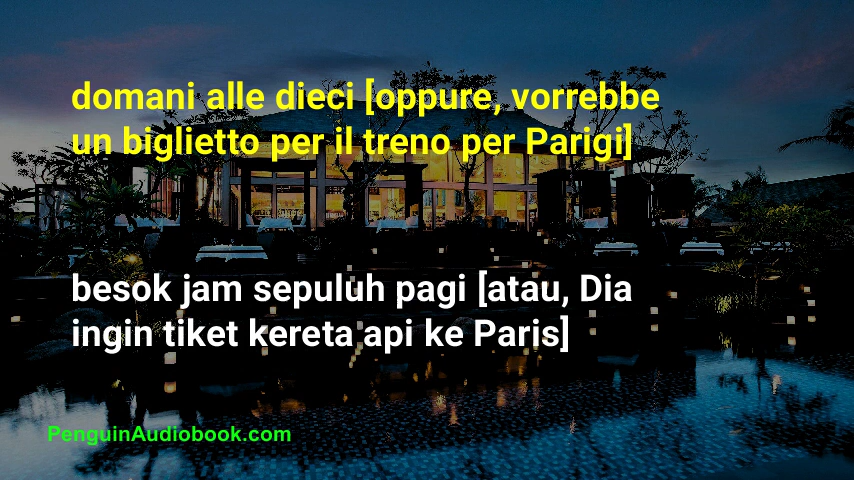 domani alle dieci [oppure, vorrebbe
un biglietto per il treno per Parigi]
besok jam sepuluh pagi [atau, Dia
ingin tiket kereta api ke Paris]
PenguinAudiobook.com